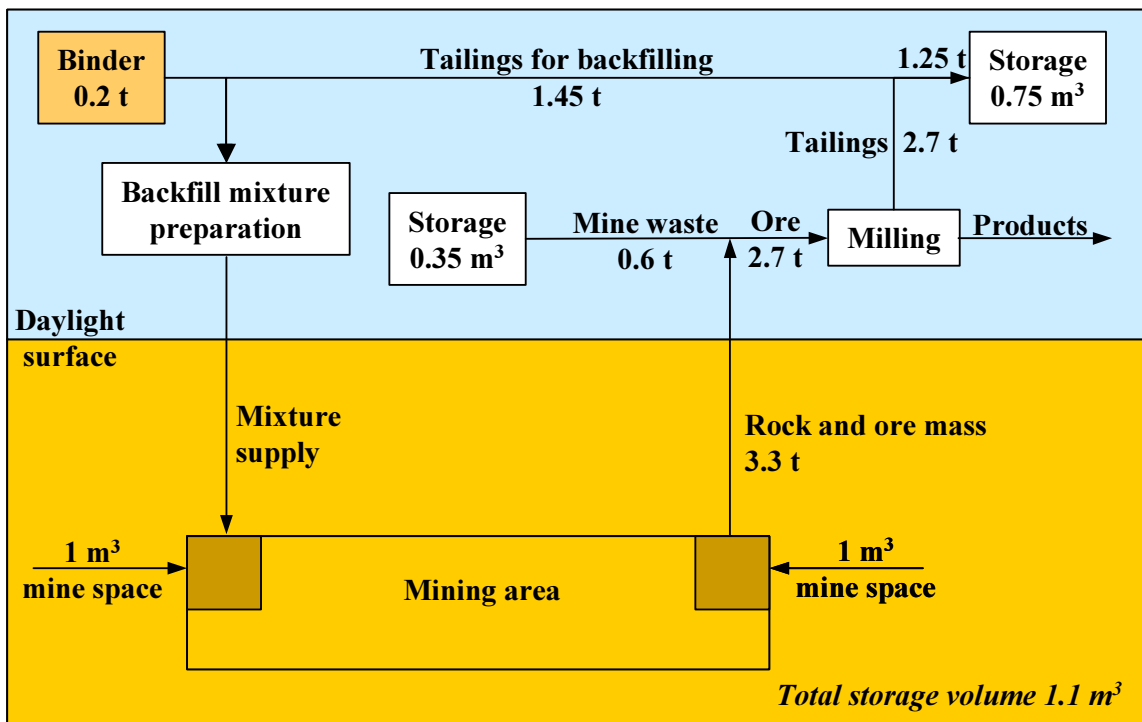 Binder
0.2 t
Tailings for backfilling
1.45 t
1.25 t
Storage
0.75 m³
Tailings 2.7 t
Backfill mixture
preparation
Storage
0.35 m³
Mine waste
0.6 t
Ore
2.7 t
Milling
Products
Daylight
surface
Mixture
supply
Rock and ore mass
3.3 t
1 m³
mine space
Mining area
1 m³
mine space
Total storage volume 1.1 m³